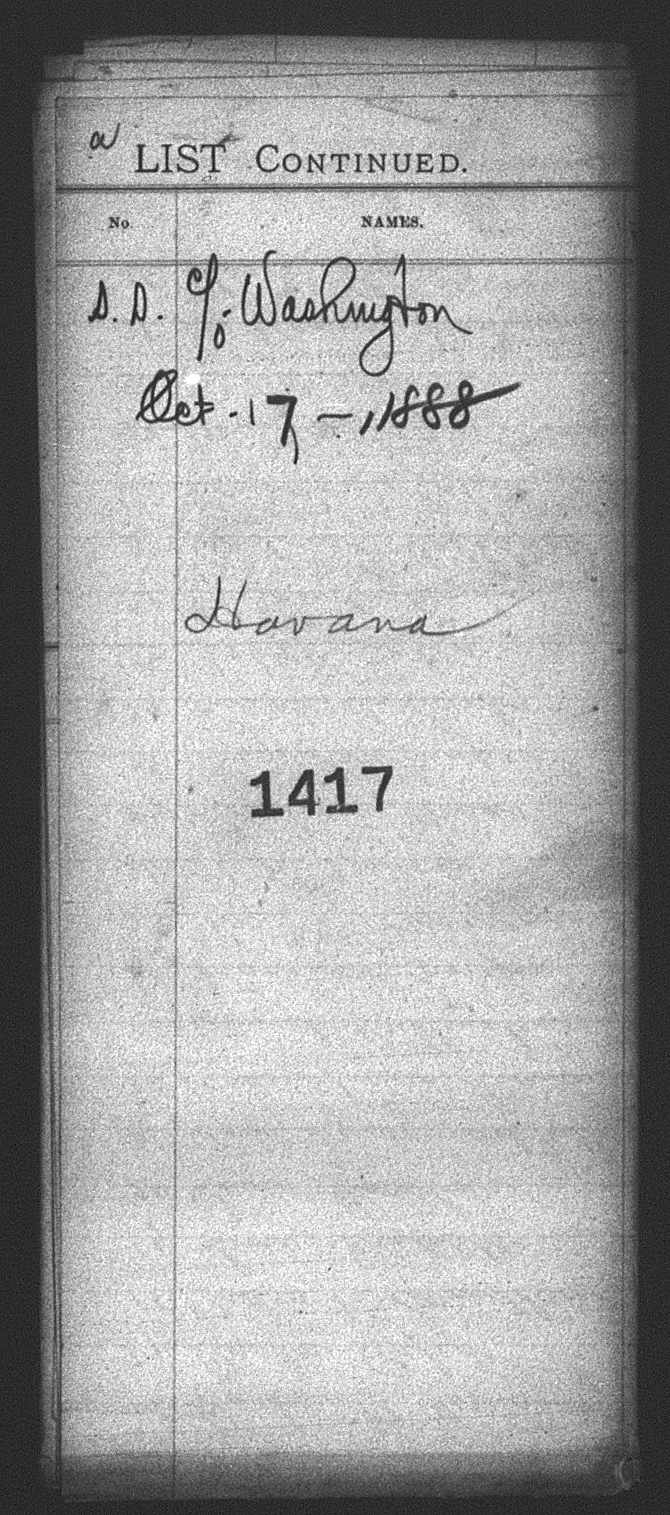 a LIST CONTINUED.
No. NAMES.
S. S. C/o. Washington
Oct. 17 – 1888
Havana
1417